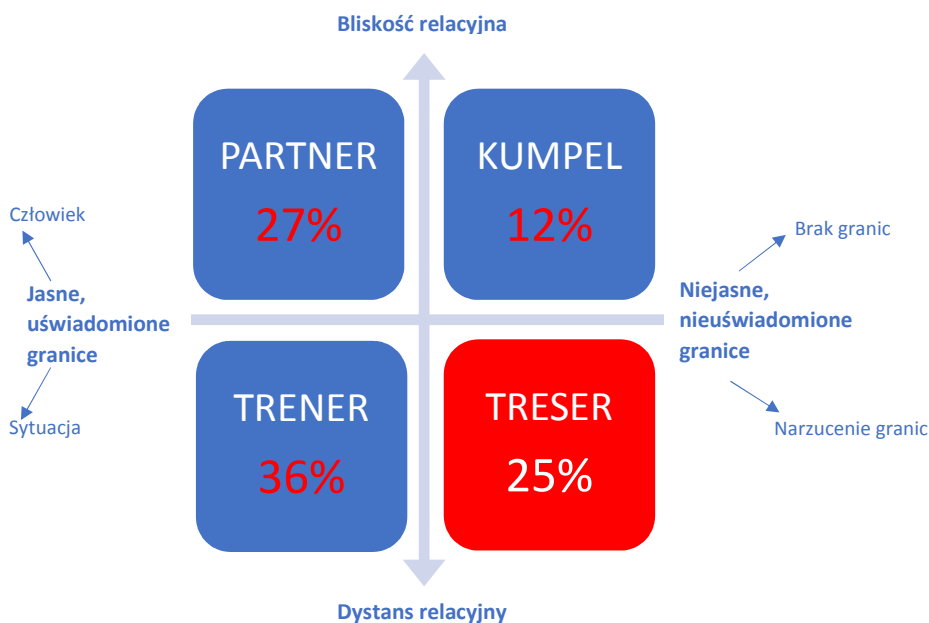 Bliskość relacyjna
PARTNER
27%
KUMPEL
12%
Człowiek
Jasne,
uświadomione
granice
Sytuacja
Brak granic
Niejasne,
nieuświadomione
granice
Narzucenie granic
TRENER
36%
TRESER
25%
Dystans relacyjny